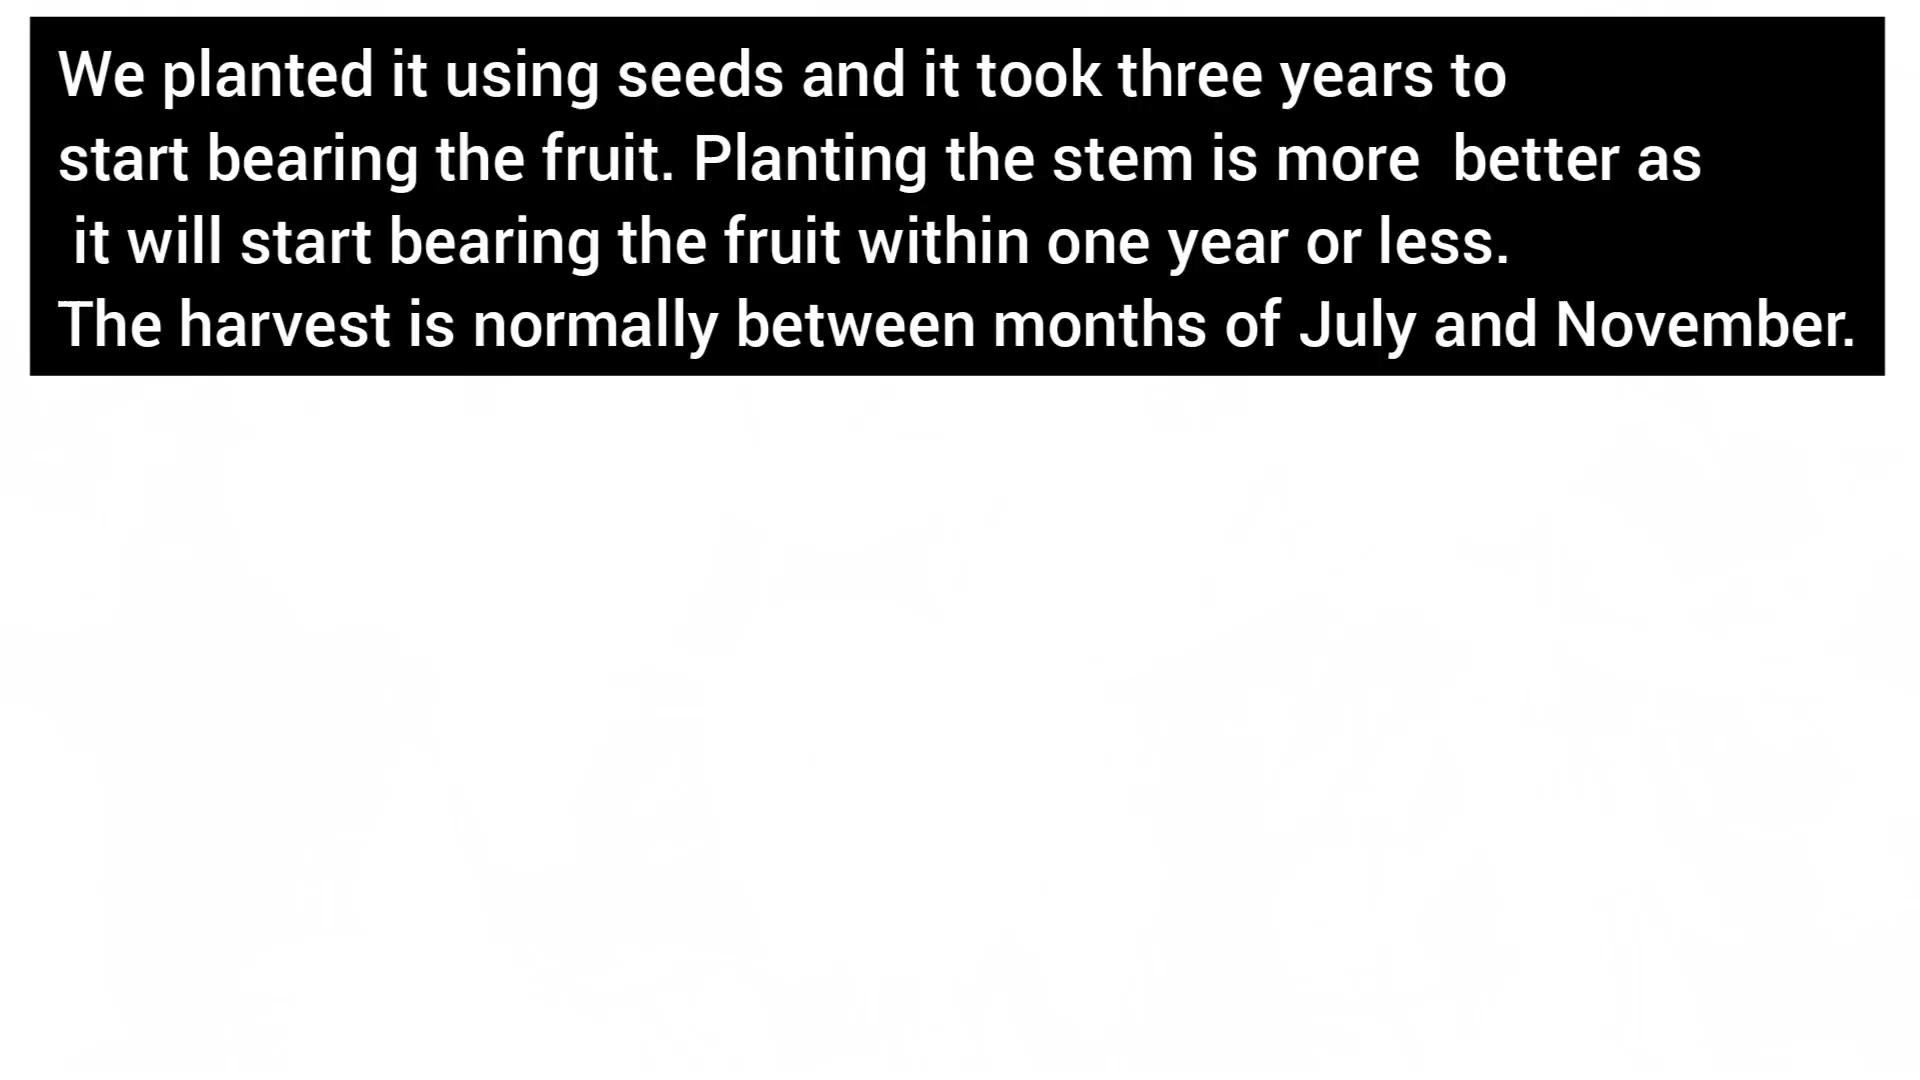 We planted it using seeds and it took three years to
start bearing the fruit. Planting the stem is more  better as
it will start bearing the fruit within one year or less.
The harvest is normally between months of July and November.